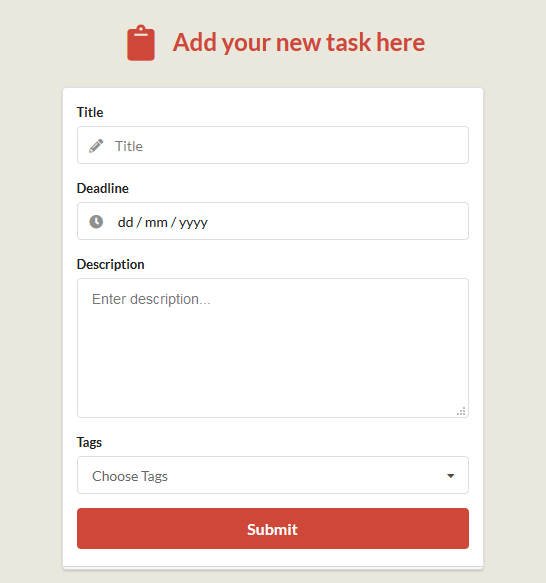 Add your new task here
Title
Title
Deadline
dd / mm / yyyy
Description
Enter description...
Tags
Choose Tags
Submit